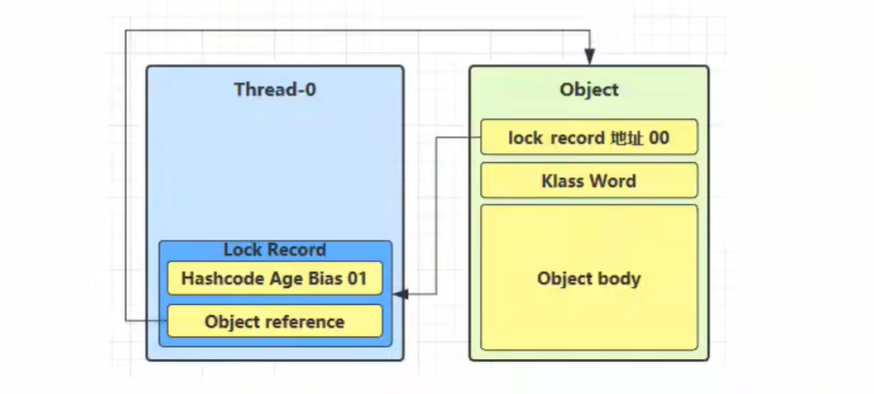 Thread-0
Lock Record
Hashcode Age Bias 01
Object reference
Object
lock record 地址 00
Klass Word
Object body